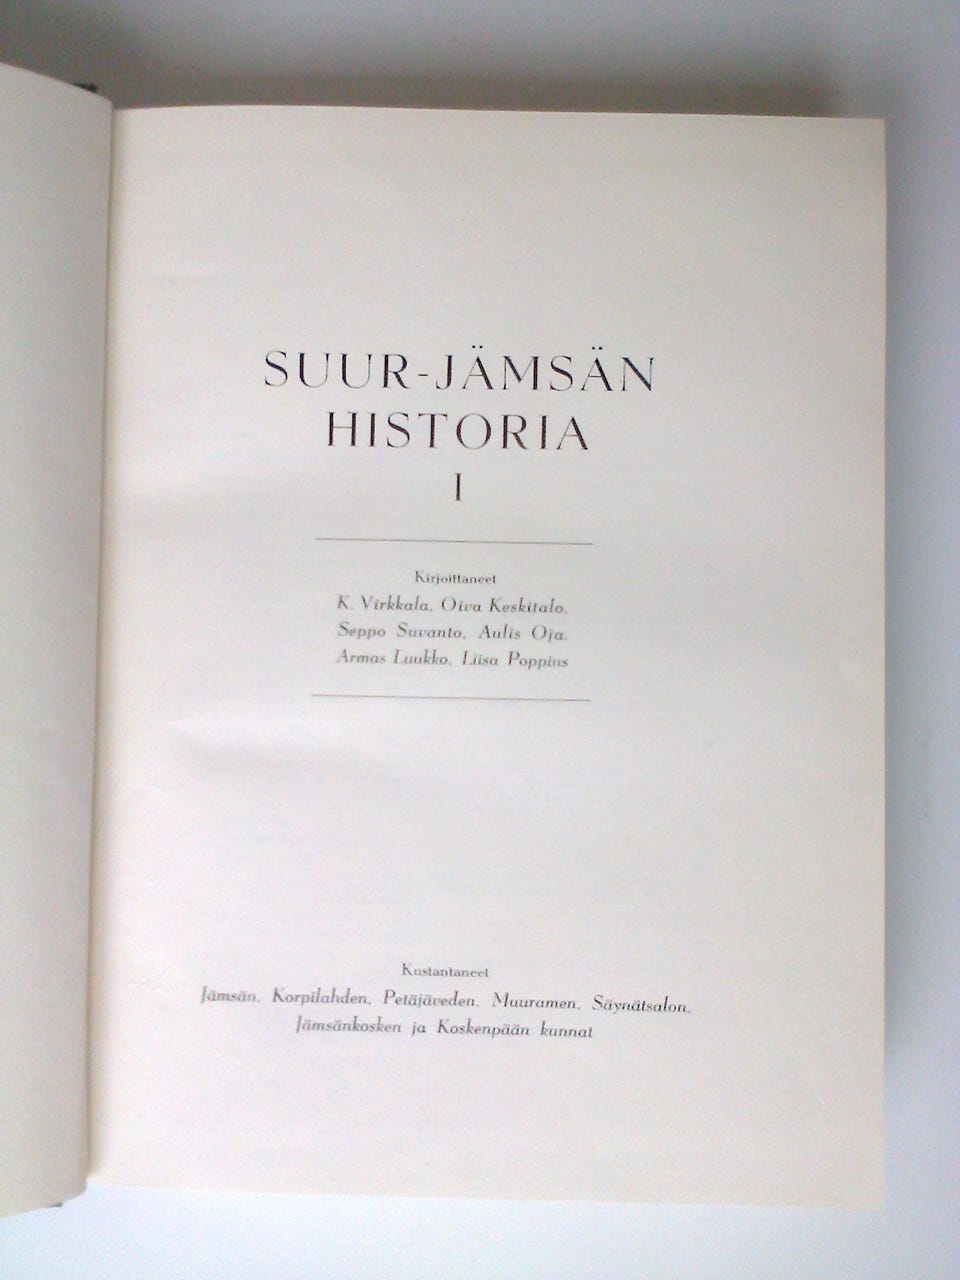 SUUR-JÄMSÄN
HISTORIA
I
Kirjoittaneet
K. Virkkala, Oiva Keskitalo,
Seppo Suvanto, Aulis Oja,
Armas Luukko, Liisa Poppius
Kustantaneet
Jämsän, Korpilahden, Petäjäveden, Muuramen, Säynätsalon,
Jämsänkosken ja Koskenpään kunnat